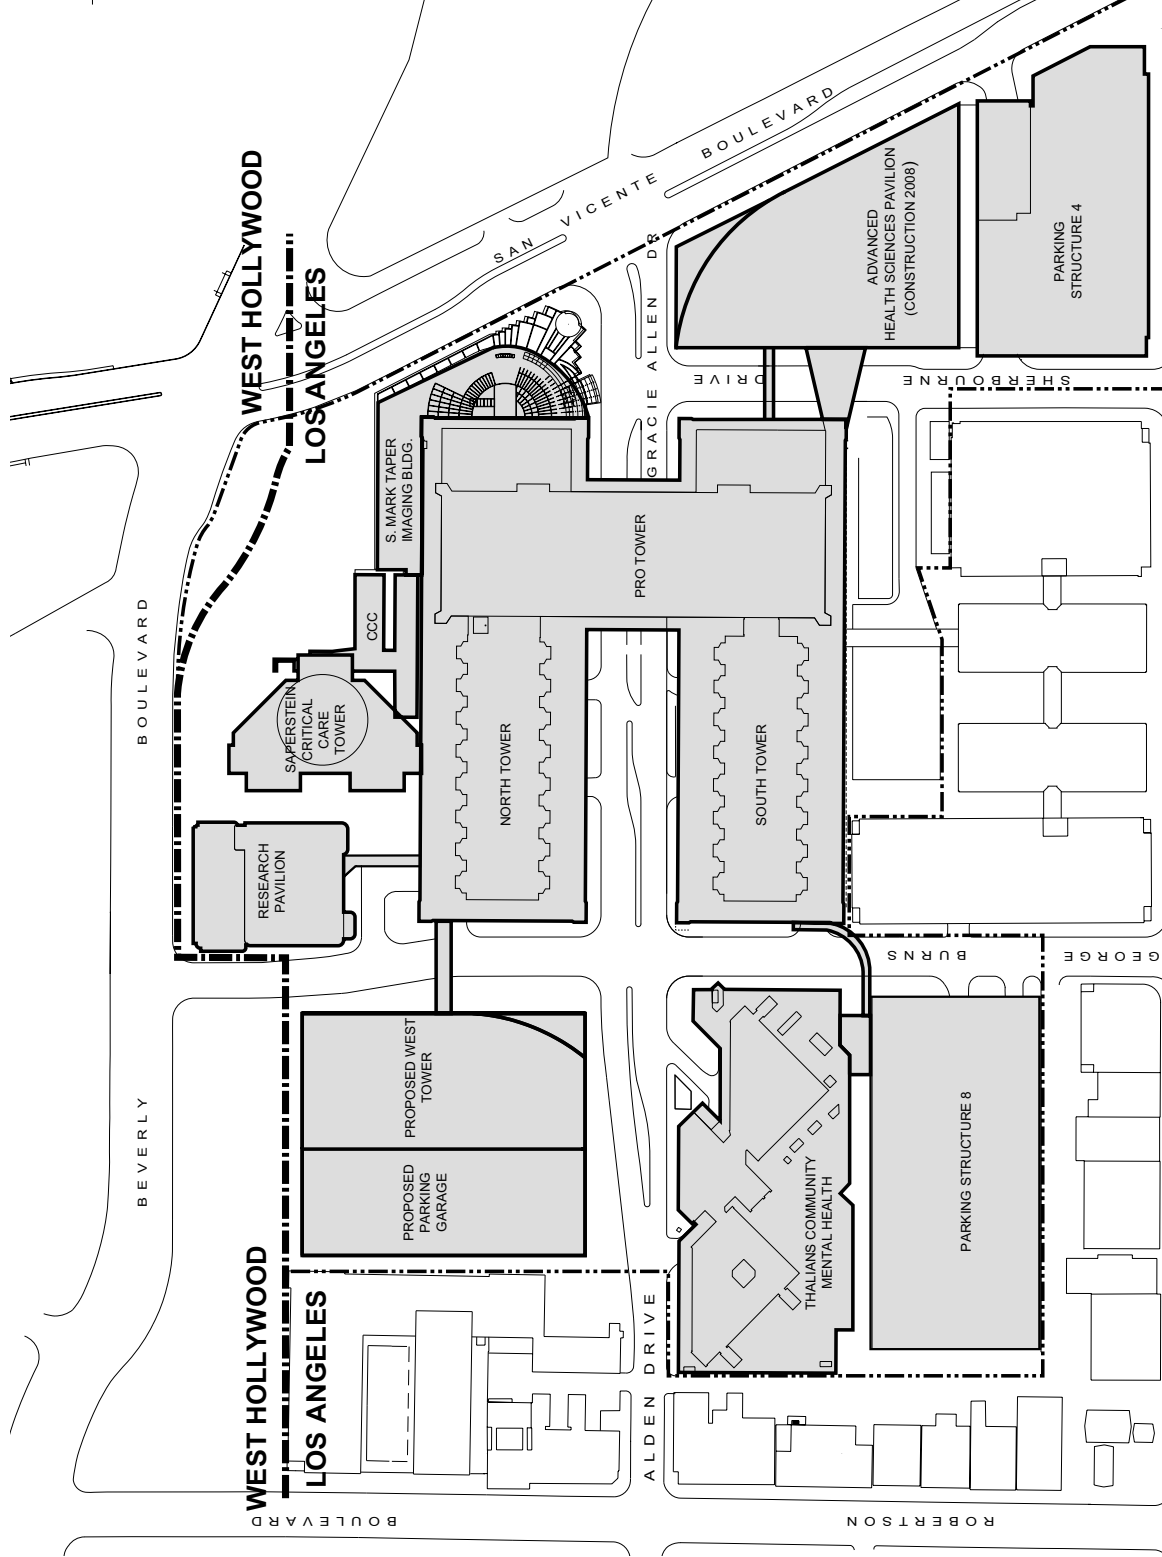 WEST HOLLYWOOD
LOS ANGELES
SAN VICENTE BOULEVARD
BEVERLY BOULEVARD
GRACIE ALLEN DR
ADVANCED
HEALTH SCIENCES PAVILION
(CONSTRUCTION 2008)
PARKING
STRUCTURE 4
SHERBOURNE DRIVE
S. MARK TAPER
IMAGING BLDG.
PRO TOWER
CCC
SAPERSTEIN
CRITICAL
CARE
TOWER
NORTH TOWER
SOUTH TOWER
RESEARCH
PAVILION
GEORGE BURNS
PROPOSED WEST
TOWER
PROPOSED
PARKING
GARAGE
THALIANS COMMUNITY
MENTAL HEALTH
PARKING STRUCTURE 8
WEST HOLLYWOOD
LOS ANGELES
ALDEN DRIVE
ROBERTSON BOULEVARD